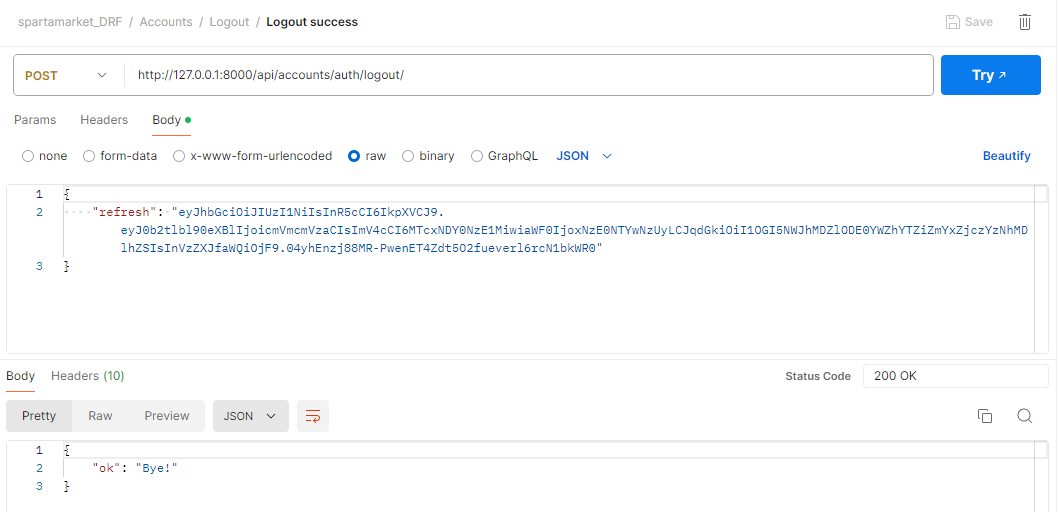 spartamarket_DRF / Accounts / Logout / Logout success
Save
POST
http://127.0.0.1:8000/api/accounts/auth/logout/
Try ↗
Params Headers Body
none form-data x-www-form-urlencoded raw binary GraphQL JSON
Beautify
1 {
2 "refresh": "eyJhbGciOiJIUzI1NiIsInR5cCI6IkpXVCJ9.
eyJ0b2tlbl90eXBlIjoicmVmcmVzaCIsImV4cCI6MTcxNDY0NzE1MiwiaWF0IjoxNzE0NTYwNzUyLCJqdGkiOiI1OGI5NWJhMDZlODE0YWZhYTZiZmYxZjczYzNhMD
lhZSIsInVzZXJfaWQiOjF9.04yhEnzj88MR-PwenET4Zdt5O2fueverl6rcN1bkWR0"
3 }
Body Headers (10)
Status Code 200 OK
Pretty Raw Preview JSON
1 {
2 "ok": "Bye!"
3 }